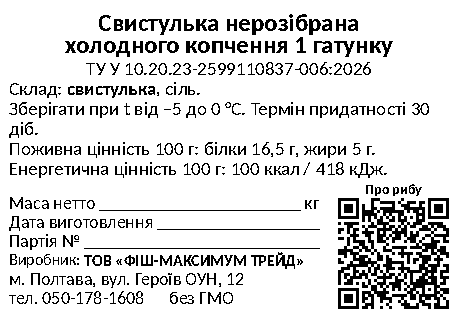 Свистулька нерозібрана
холодного копчення 1 гатунку
ТУ У 10.20.23-2599110837-006:2026
Склад: свистулька, сіль.
Зберігати при t від –5 до 0 °С. Термін придатності 30
діб.
Поживна цінність 100 г: білки 16,5 г, жири 5 г.
Енергетична цінність 100 г: 100 ккал / 418 кДж.
Про рибу
Маса нетто ____________________ кг
Дата виготовлення ________________
Партія № ________________________
Виробник: ТОВ «ФІШ-МАКСИМУМ ТРЕЙД»
м. Полтава, вул. Героїв ОУН, 12
тел. 050-178-1608 без ГМО